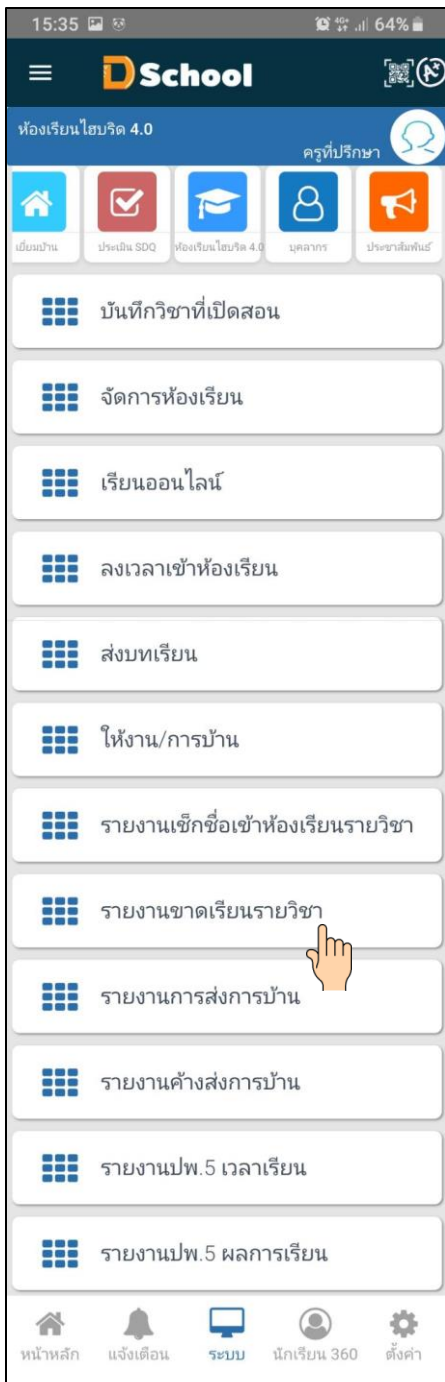 15:35
4G+ 64%
DSchool
ห้องเรียนไฮบริด 4.0
ครูที่ปรึกษา
เยี่ยมบ้าน ประเมิน SDQ ห้องเรียนไฮบริด 4.0 บุคลากร ประชาสัมพันธ์
บันทึกวิชาที่เปิดสอน
จัดการห้องเรียน
เรียนออนไลน์
ลงเวลาเข้าห้องเรียน
ส่งบทเรียน
ให้งาน/การบ้าน
รายงานเช็กชื่อเข้าห้องเรียนรายวิชา
รายงานขาดเรียนรายวิชา
รายงานการส่งการบ้าน
รายงานค้างส่งการบ้าน
รายงานปพ.5 เวลาเรียน
รายงานปพ.5 ผลการเรียน
หน้าหลัก แจ้งเตือน ระบบ นักเรียน 360 ตั้งค่า